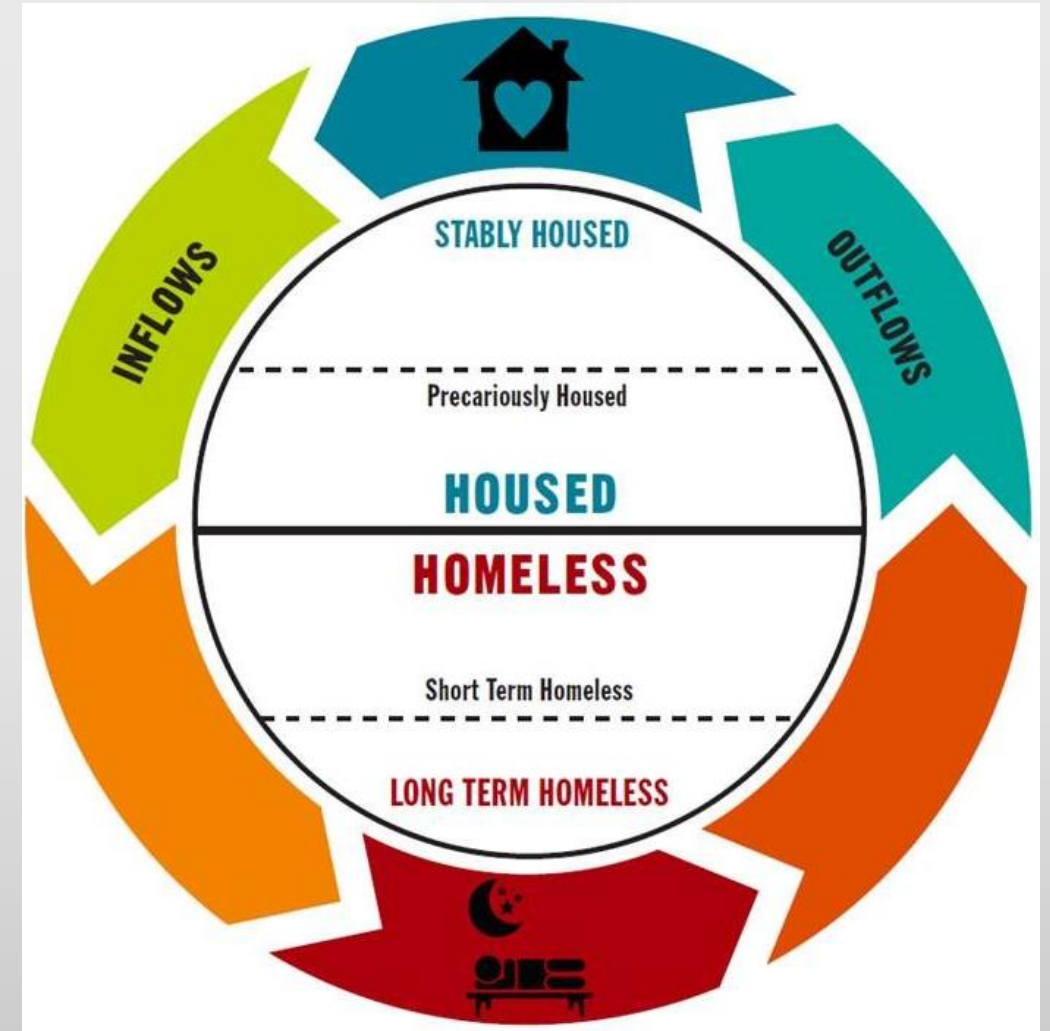 STABLY HOUSED
INFLOWS
OUTFLOWS
Precariously Housed
HOUSED
HOMELESS
Short Term Homeless
LONG TERM HOMELESS